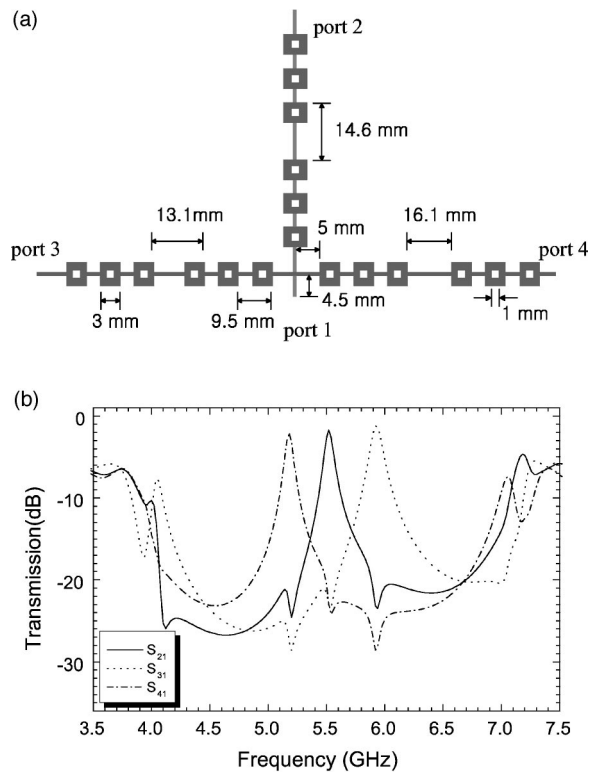 (a)
port 2
14.6 mm
13.1mm
5 mm
16.1 mm
port 3
port 4
3 mm
9.5 mm
4.5 mm
port 1
1 mm
(b)
0
-10
-20
-30
Transmission(dB)
S21
S31
S41
3.5 4.0 4.5 5.0 5.5 6.0 6.5 7.0 7.5
Frequency (GHz)